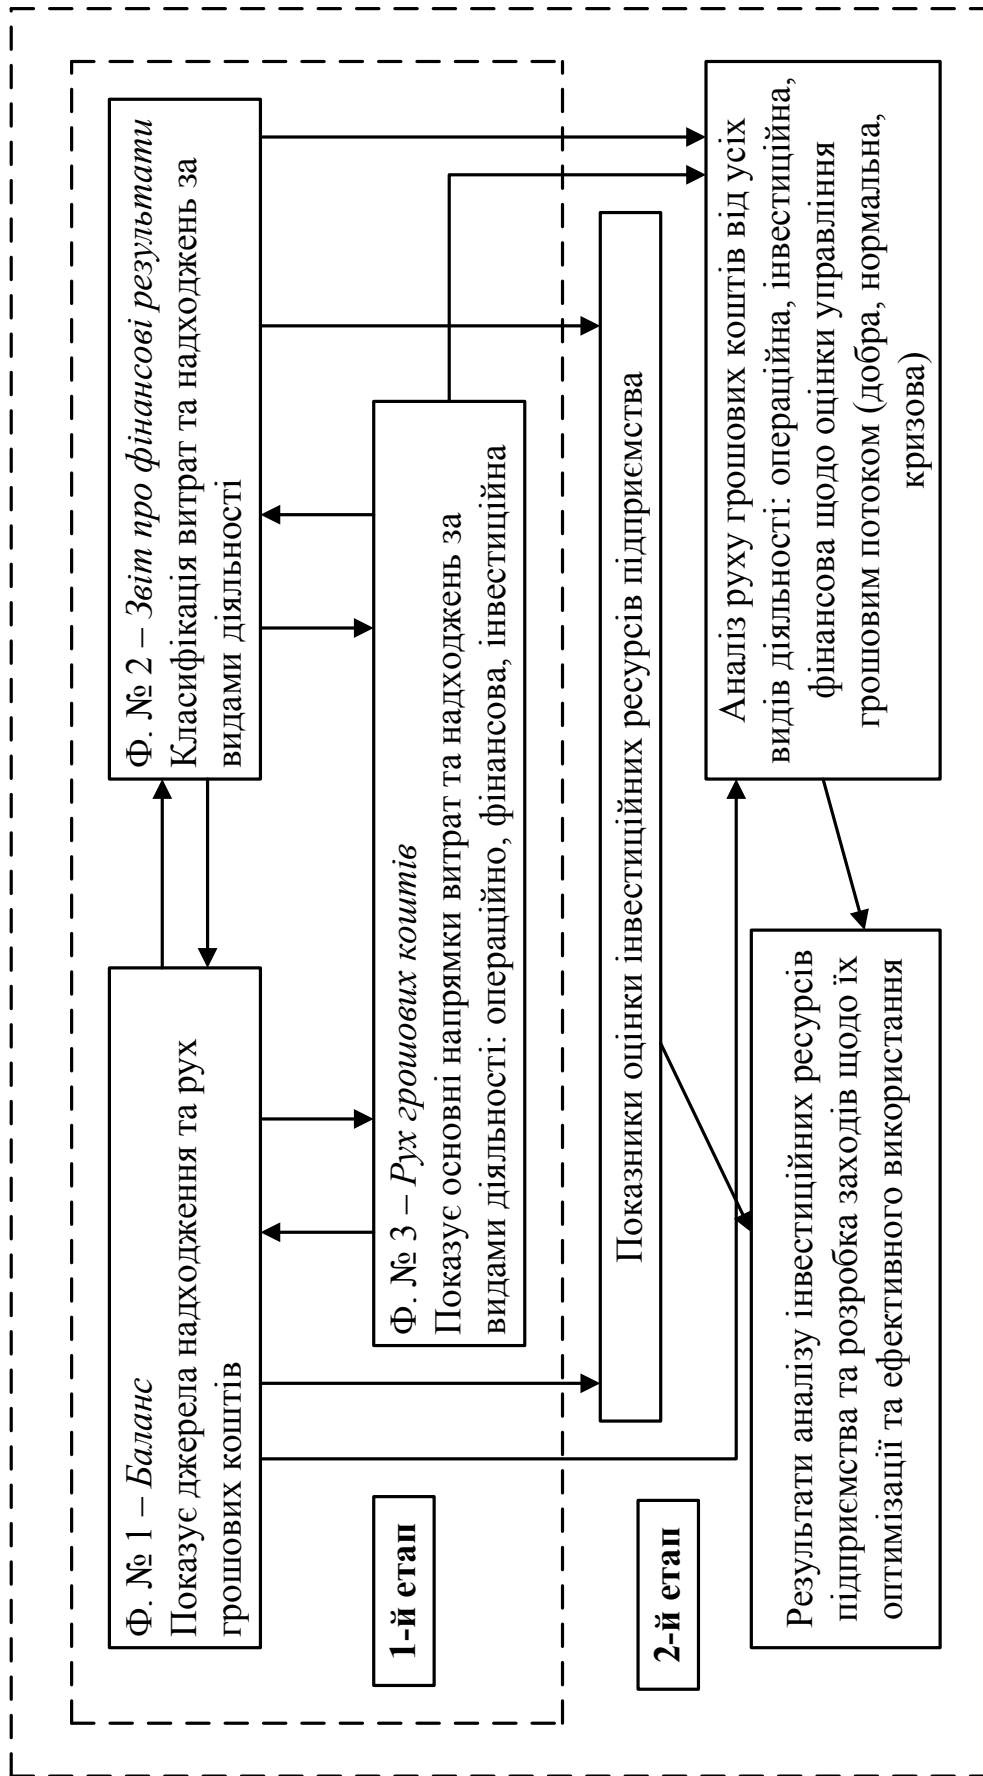 Ф. № 1 – Баланс
Показує джерела надходження та рух
грошових коштів
Ф. № 2 – Звіт про фінансові результати
Класифікація витрат та надходжень за
видами діяльності
Ф. № 3 – Рух грошових коштів
Показує основні напрямки витрат та надходжень за
видами діяльності: операційно, фінансова, інвестиційна
1-й етап
Показники оцінки інвестиційних ресурсів підприємства
2-й етап
Результати аналізу інвестиційних ресурсів
підприємства та розробка заходів щодо їх
оптимізації та ефективного використання
Аналіз руху грошових коштів від усіх
видів діяльності: операційна, інвестиційна,
фінансова щодо оцінки управління
грошовим потоком (добра, нормальна,
кризова)